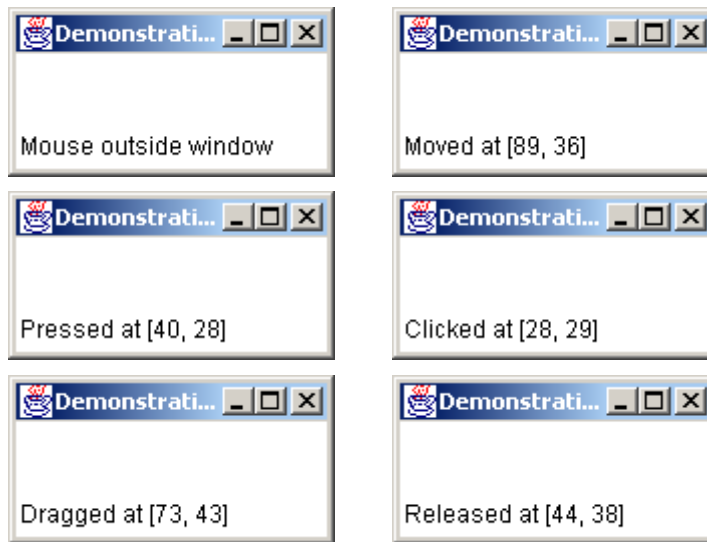 Demonstrati...
Mouse outside window
Demonstrati...
Moved at [89, 36]
Demonstrati...
Pressed at [40, 28]
Demonstrati...
Clicked at [28, 29]
Demonstrati...
Dragged at [73, 43]
Demonstrati...
Released at [44, 38]